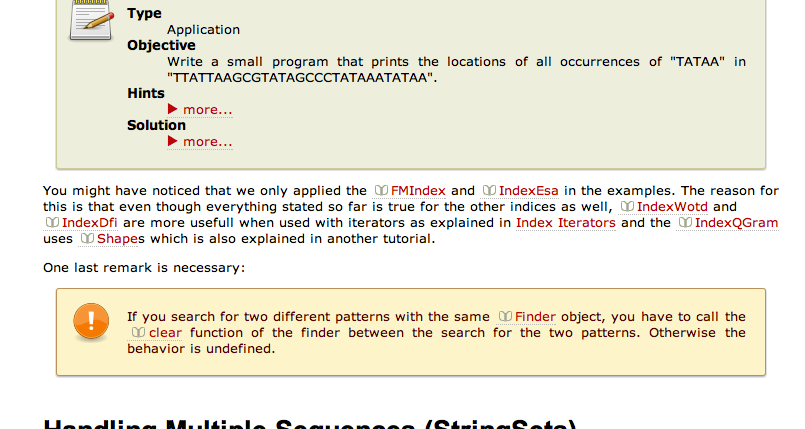 Type
Application
Objective
Write a small program that prints the locations of all occurrences of "TATAA" in
"TTATTAAGCGTATAGCCCTATAAATATAA".
Hints
more...
Solution
more...
You might have noticed that we only applied the FMIndex and IndexEsa in the examples. The reason for
this is that even though everything stated so far is true for the other indices as well, IndexWotd and
IndexDfi are more usefull when used with iterators as explained in Index Iterators and the IndexQGram
uses Shapes which is also explained in another tutorial.
One last remark is necessary:
If you search for two different patterns with the same Finder object, you have to call the
clear function of the finder between the search for the two patterns. Otherwise the
behavior is undefined.
Handling Multiple Sequences (StringSets)